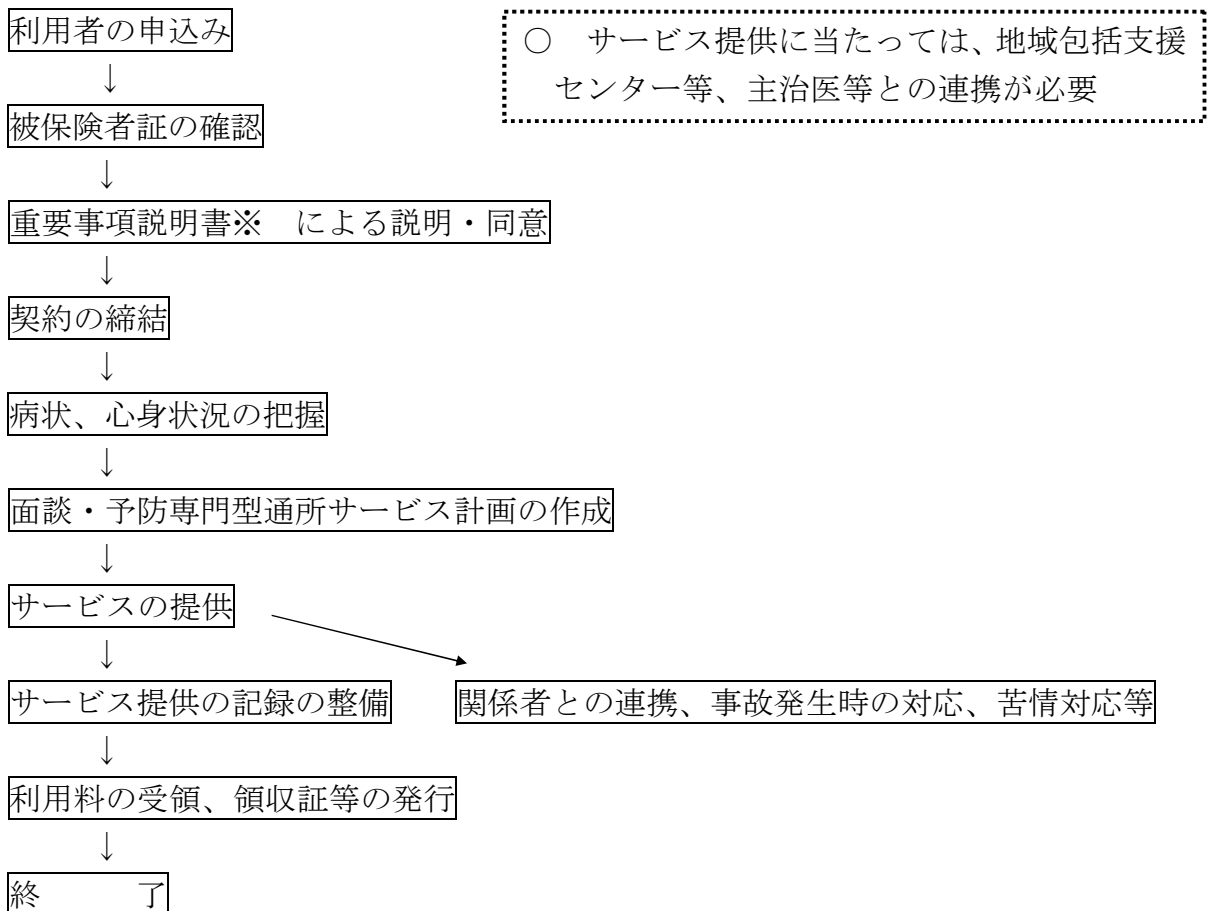 利用者の申込み
○　サービス提供に当たっては、地域包括支援
センター等、主治医等との連携が必要
↓
被保険者証の確認
↓
重要事項説明書※　による説明・同意
↓
契約の締結
↓
病状、心身状況の把握
↓
面談・予防専門型通所サービス計画の作成
↓
サービスの提供
↓
サービス提供の記録の整備　関係者との連携、事故発生時の対応、苦情対応等
↓
利用料の受領、領収証等の発行
↓
終　　　了